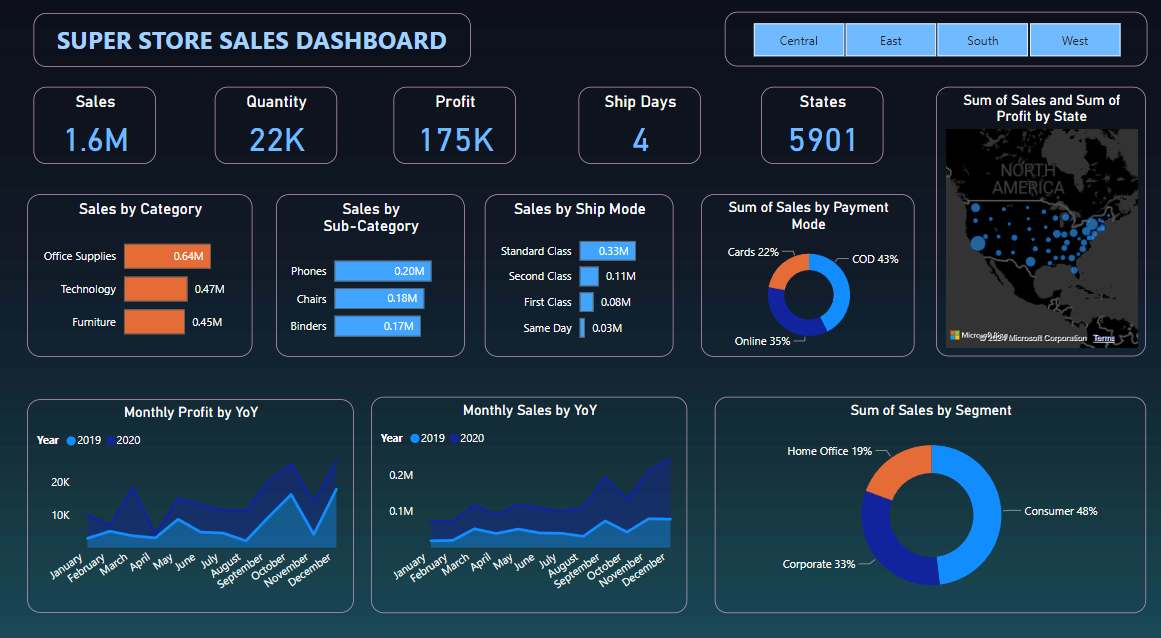 SUPER STORE SALES DASHBOARD
Central East South West
Sales
1.6M
Quantity
22K
Profit
175K
Ship Days
4
States
5901
Sum of Sales and Sum of
Profit by State
NORTH
AMERICA
© 2024 Microsoft Corporation Terms
Sales by Category
Office Supplies 0.64M
Technology 0.47M
Furniture 0.45M
Sales by
Sub-Category
Phones 0.20M
Chairs 0.18M
Binders 0.17M
Sales by Ship Mode
Standard Class 0.33M
Second Class 0.11M
First Class 0.08M
Same Day 0.03M
Sum of Sales by Payment
Mode
Cards 22%
COD 43%
Online 35%
Monthly Profit by YoY
Year 2019 2020
20K
10K
January February March April May June July August September October November December
Monthly Sales by YoY
Year 2019 2020
0.2M
0.1M
January February March April May June July August September October November December
Sum of Sales by Segment
Home Office 19%
Consumer 48%
Corporate 33%